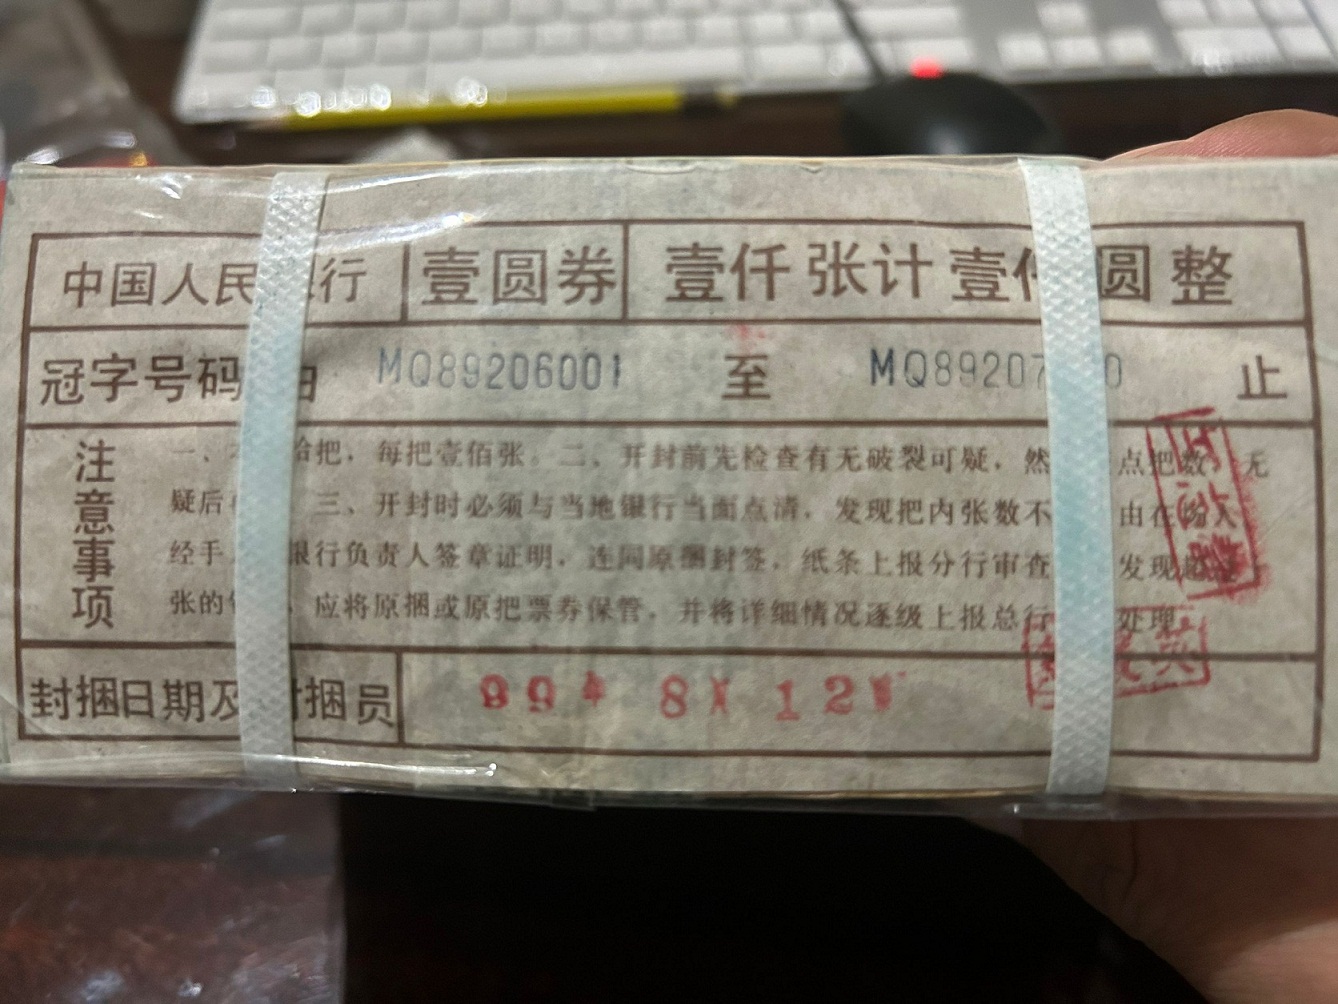 中国人民 行 壹圆券 壹仟张计壹仟圆整
冠字号码 由 MQ89206001 至 MQ89207 0 止
注意事项
一、 拾把，每把壹佰张。二、开封前先检查有无破裂可疑，然 点把数，无
疑后 三、开封时必须与当地银行当面点清，发现把内张数不 由在场人
经手 银行负责人签章证明，连同原捆封签，纸条上报分行审查 发现
张的 ，应将原捆或原把票券保管，并将详细情况逐级上报总行 处理
封捆日期及封捆员 99年 8月 12日